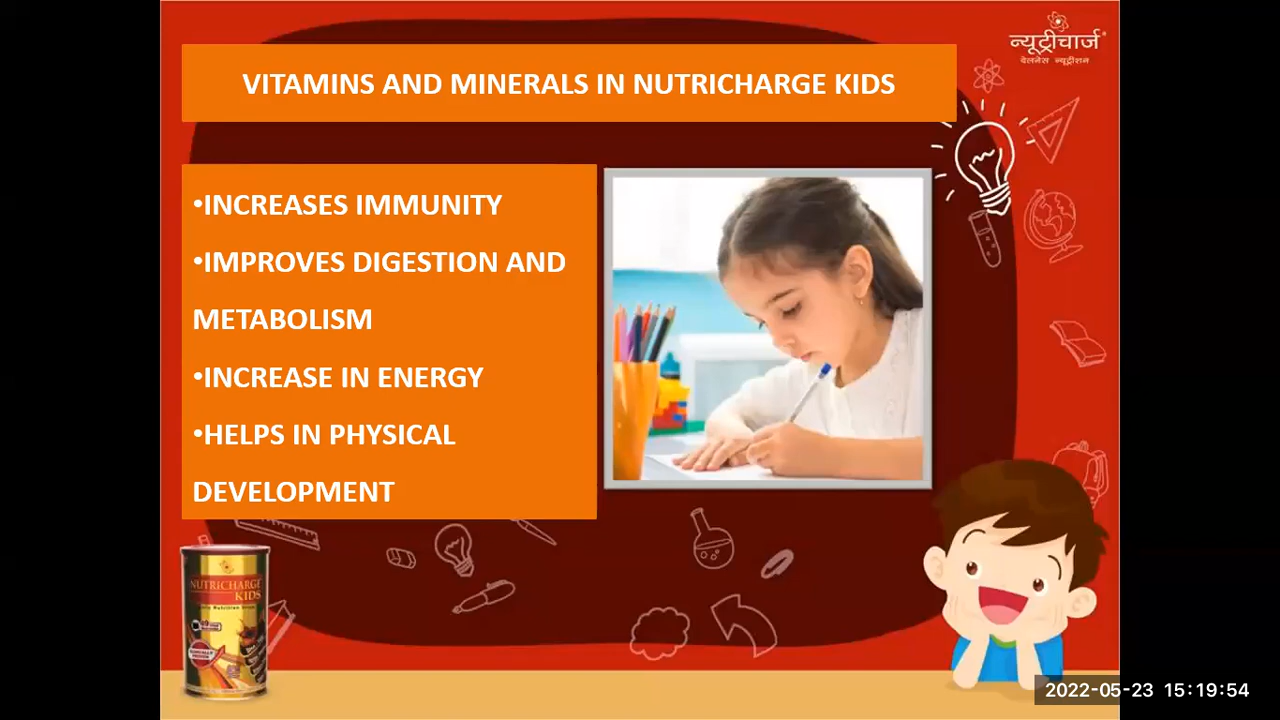 न्यूट्रीचार्ज
वेलनेस न्यूट्रीशन
VITAMINS AND MINERALS IN NUTRICHARGE KIDS
•INCREASES IMMUNITY
•IMPROVES DIGESTION AND
METABOLISM
•INCREASE IN ENERGY
•HELPS IN PHYSICAL
DEVELOPMENT
NUTRICHARGE
KIDS
2022-05-23 15:19:54